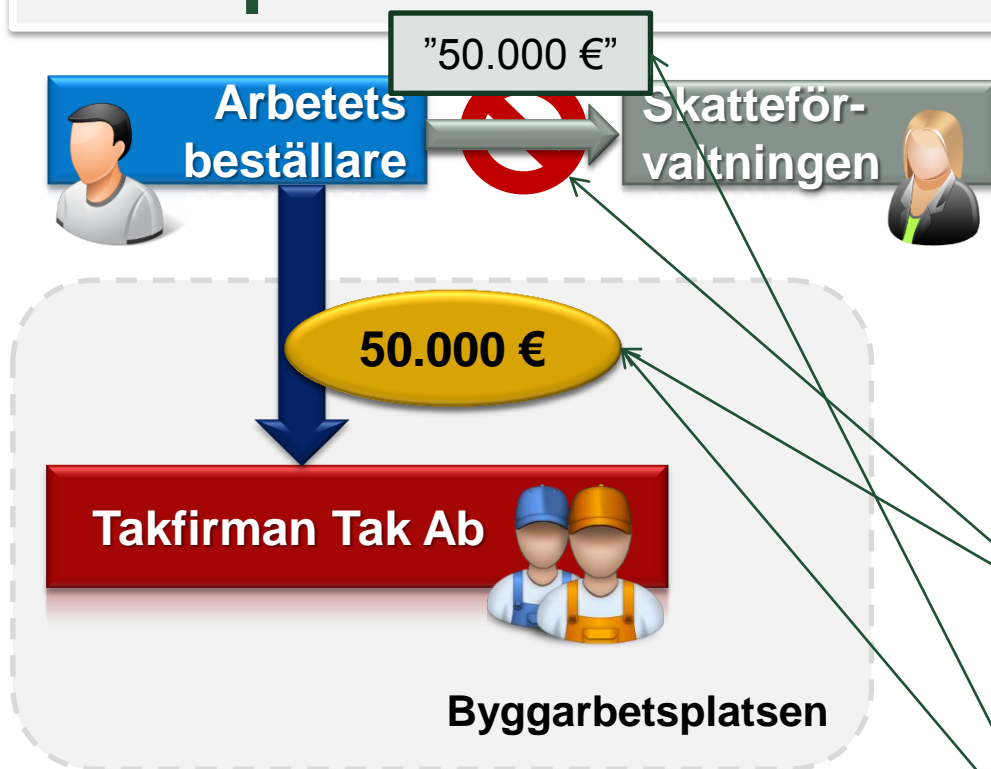 ”50.000 €”
Arbetets
beställare
Skatteför-
valtningen
50.000 €
Takfirman Tak Ab
Byggarbetsplatsen